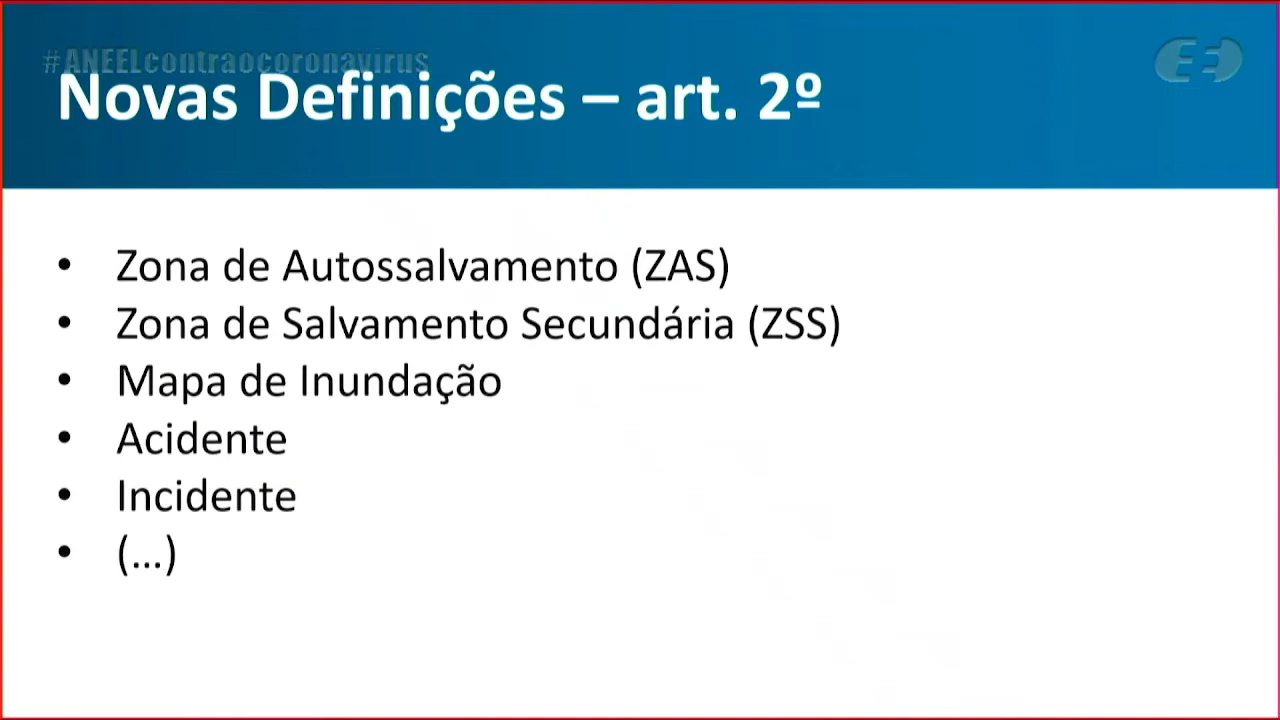 #ANEELcontraocoronavirus
Novas Definições – art. 2º
• Zona de Autossalvamento (ZAS)
• Zona de Salvamento Secundária (ZSS)
• Mapa de Inundação
• Acidente
• Incidente
• (...)